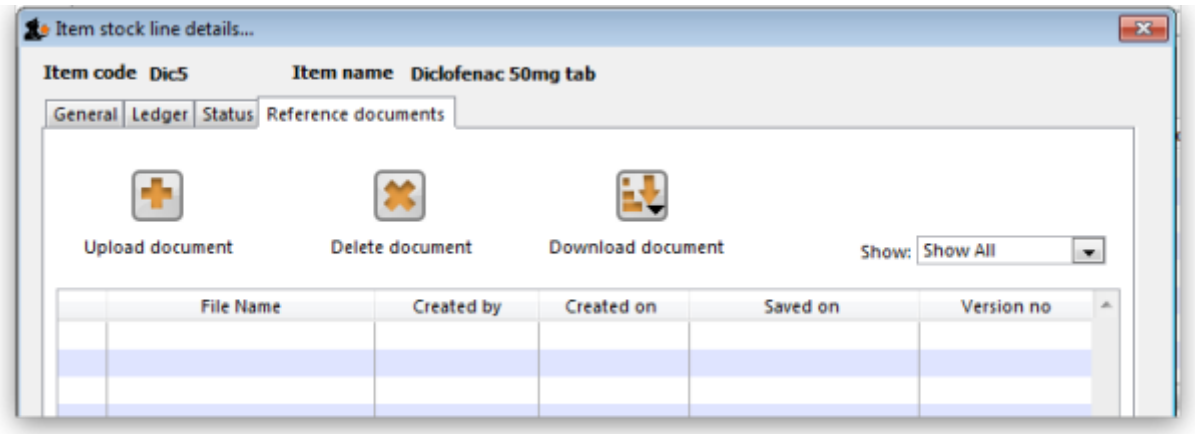 Item stock line details...
Item code Dic5 Item name Diclofenac 50mg tab
General Ledger Status Reference documents
Upload document Delete document Download document Show: Show All
File Name Created by Created on Saved on Version no